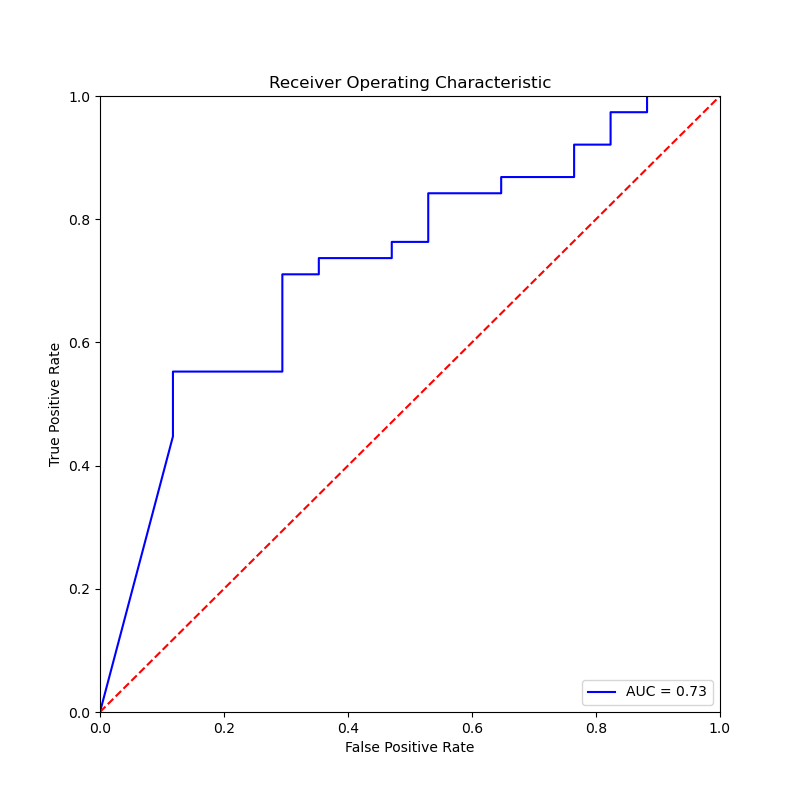 Receiver Operating Characteristic
1.0
0.8
0.6
0.4
0.2
0.0
True Positive Rate
0.0 0.2 0.4 0.6 0.8 1.0
False Positive Rate
AUC = 0.73